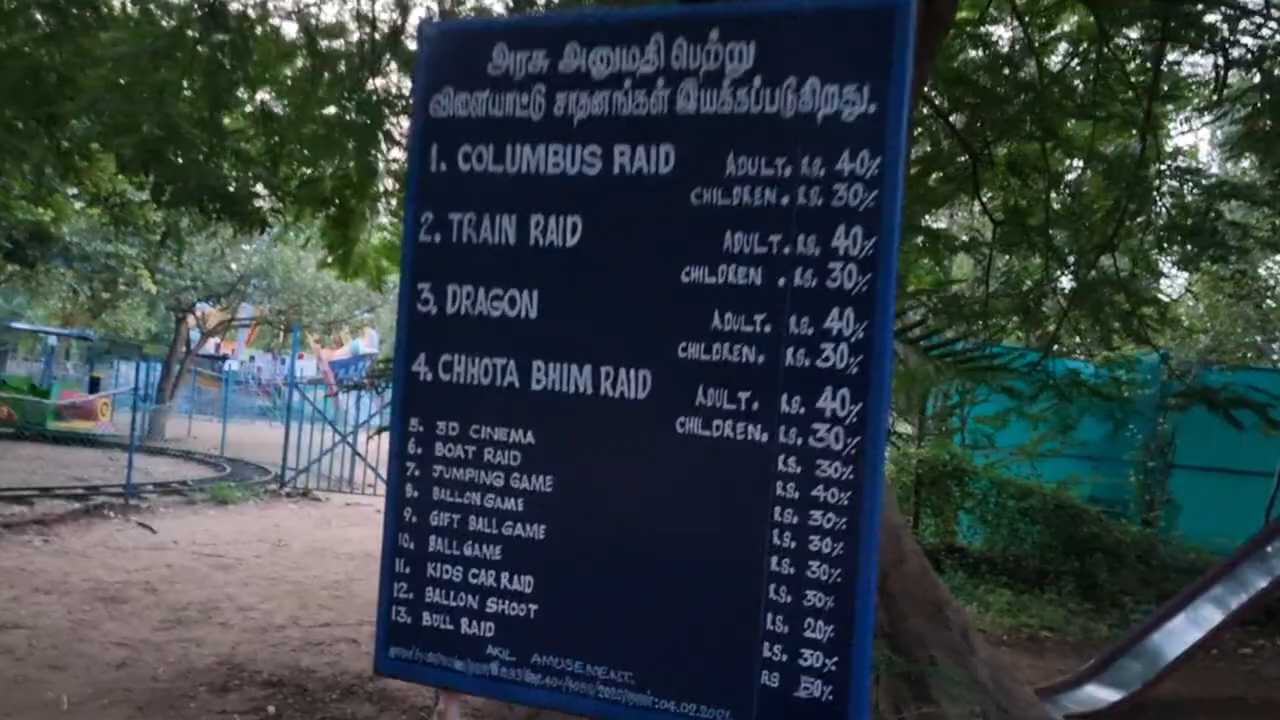 அரசு அனுமதி பெற்று
விளையாட்டு சாதனங்கள் இயக்கப்படுகிறது.
1. COLUMBUS RAID ADULT. RS. 40/.
CHILDREN. RS. 30/.
2. TRAIN RAID ADULT. RS. 40/.
CHILDREN . RS. 30/.
3. DRAGON ADULT. RS. 40/.
CHILDREN. RS. 30/.
4. CHHOTA BHIM RAID ADULT. RS. 40/.
CHILDREN. RS. 30/.
5. 3D CINEMA RS. 30/.
6. BOAT RAID RS. 40/.
7. JUMPING GAME RS. 30/.
8. BALLON GAME RS. 30/.
9. GIFT BALL GAME RS. 30/.
10. BALL GAME RS. 30/.
11. KIDS CAR RAID RS. 20/.
12. BALLON SHOOT RS. 30/.
13. BULL RAID RS 50/.
AKIL AMUSEMENT.